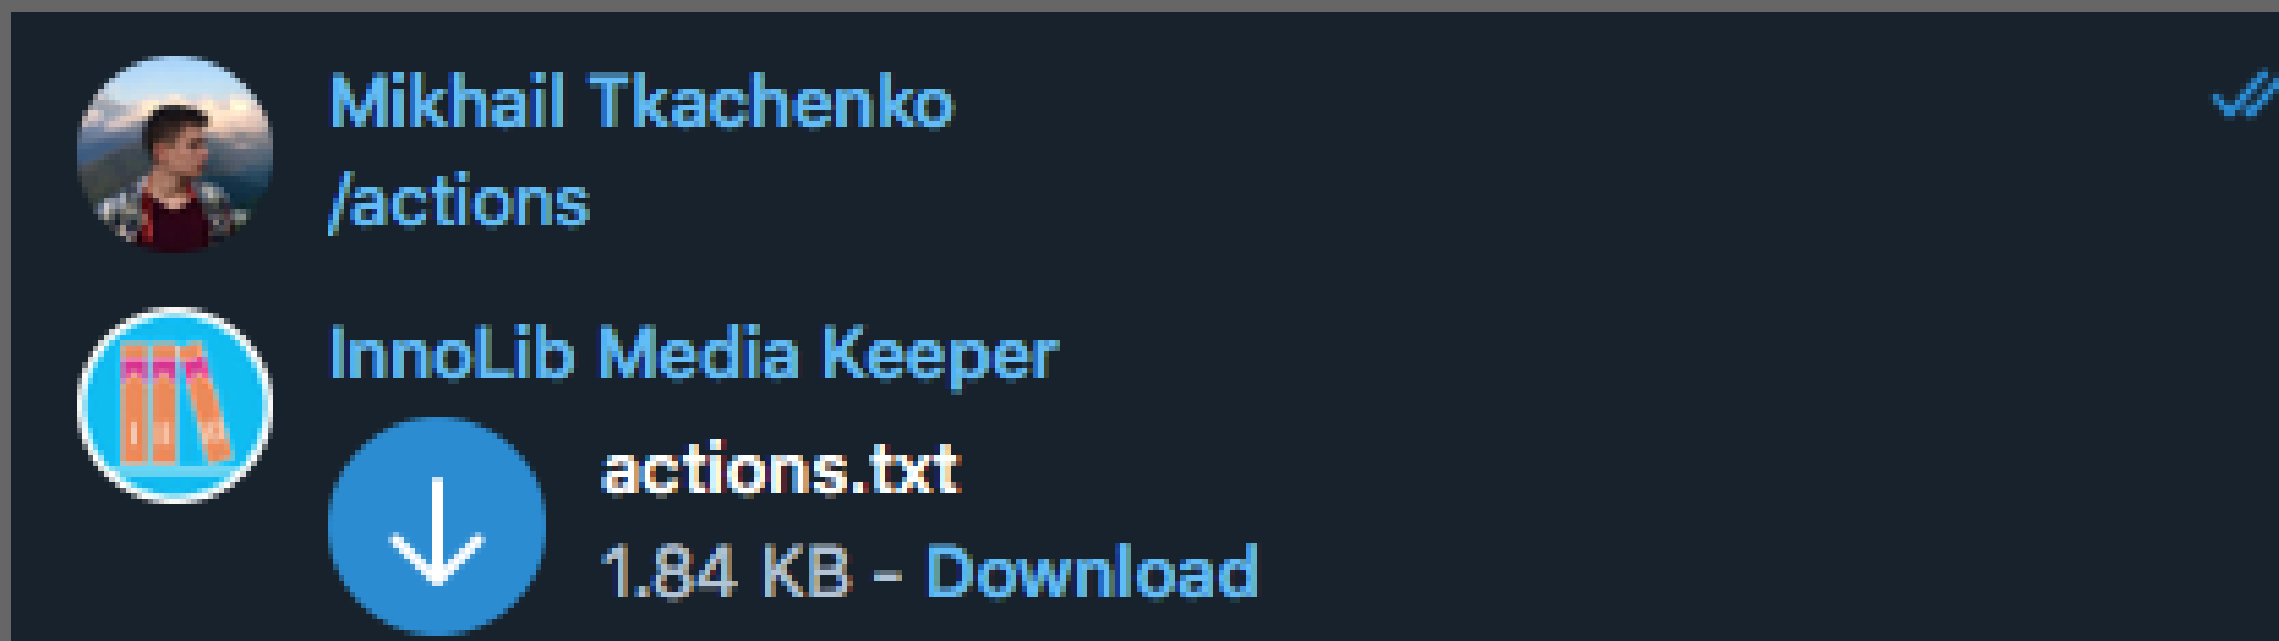 Mikhail Tkachenko
/actions
InnoLib Media Keeper
actions.txt
1.84 KB - Download